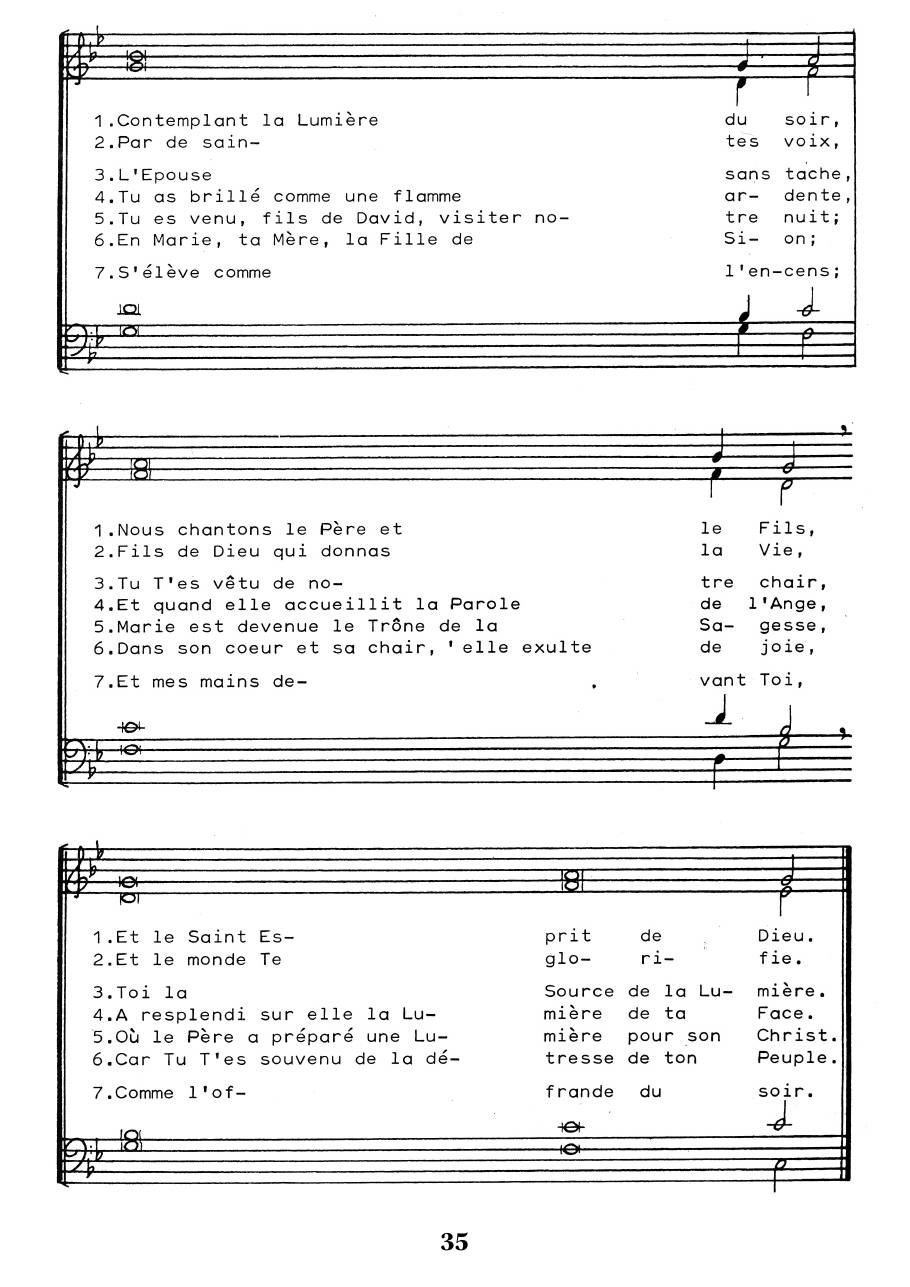 1.Contemplant la Lumière du soir,
2.Par de sain- tes voix,
3.L'Epouse sans tache,
4.Tu as brillé comme une flamme ar- dente,
5.Tu es venu, fils de David, visiter no- tre nuit;
6.En Marie, ta Mère, la Fille de Si- on;
7.S'élève comme l'en-cens;
1.Nous chantons le Père et le Fils,
2.Fils de Dieu qui donnas la Vie,
3.Tu T'es vêtu de no- tre chair,
4.Et quand elle accueillit la Parole de l'Ange,
5.Marie est devenue le Trône de la Sa- gesse,
6.Dans son coeur et sa chair, 'elle exulte de joie,
7.Et mes mains de- vant Toi,
1.Et le Saint Es- prit de Dieu.
2.Et le monde Te glo- ri- fie.
3.Toi la Source de la Lu- mière.
4.A resplendi sur elle la Lu- mière de ta Face.
5.Où le Père a préparé une Lu- mière pour son Christ.
6.Car Tu T'es souvenu de la dé- tresse de ton Peuple.
7.Comme l'of- frande du soir.
35